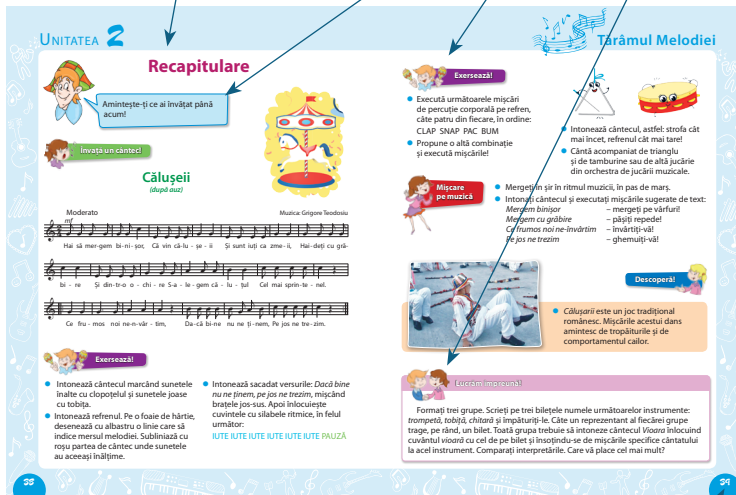 UNITATEA 2
Recapitulare
Amintește-ți ce ai învățat până
acum!
Învață un cântec!
Călușeii
(după auz)
Moderato
Muzica: Grigore Teodosiu
mf
Hai să mer-gem bi-ni-șor, Că vin că-lu-șe-ii Și sunt iuți ca zme-ii, Hai-deți cu gră-
bi-re Și din-tr-o o-chi-re S-a-le-gem că-lu-țul Cel mai sprin-te-nel.
Ce fru-mos noi ne-n-vâr-tim, Da-că bi-ne nu ne ți-nem, Pe jos ne tre-zim.
Exersează!
● Intonează cântecul marcând sunetele
înalte cu clopoțelul și sunetele joase
cu tobița.
● Intonează refrenul. Pe o foaie de hârtie,
desenează cu albastru o linie care să
indice mersul melodiei. Subliniază cu
roșu partea de cântec unde sunetele
au aceeași înălțime.
● Intonează sacadat versurile: Dacă bine
nu ne ținem, pe jos ne trezim, mișcând
brațele jos-sus. Apoi înlocuiește
cuvintele cu silabele ritmice, în felul
următor:
IUTE IUTE IUTE IUTE IUTE IUTE PAUZĂ
38
Tărâmul Melodiei
Exersează!
● Execută următoarele mișcări
de percuție corporală pe refren,
câte patru din fiecare, în ordine:
CLAP SNAP PAC BUM
● Propune o altă combinație
și execută mișcările!
● Intonează cântecul, astfel: strofa cât
mai încet, refrenul cât mai tare!
● Cântă acompaniat de trianglu
și de tamburine sau de altă jucărie
din orchestra de jucării muzicale.
Mișcare
pe muzică
● Mergeți în șir în ritmul muzicii, în pas de marș.
● Intonați cântecul și executați mișcările sugerate de text:
Mergem binișor – mergeți pe vârfuri!
Mergem cu grăbire – pășiți repede!
Ce frumos noi ne-învârtim – învârtiți-vă!
Pe jos ne trezim – ghemuiți-vă!
Descoperă!
● Călușarii este un joc tradițional
românesc. Mișcările acestui dans
amintesc de tropăiturile și de
comportamentul cailor.
Lucrăm împreună!
Formați trei grupe. Scrieți pe trei bilețele numele următoarelor instrumente:
trompetă, tobiță, chitară și împăturiți-le. Câte un reprezentant al fiecărei grupe
trage, pe rând, un bilet. Toată grupa trebuie să intoneze cântecul Vioara înlocuind
cuvântul vioară cu cel de pe bilet și însoțindu-se de mișcările specifice cântatului
la acel instrument. Comparați interpretările. Care vă place cel mai mult?
39